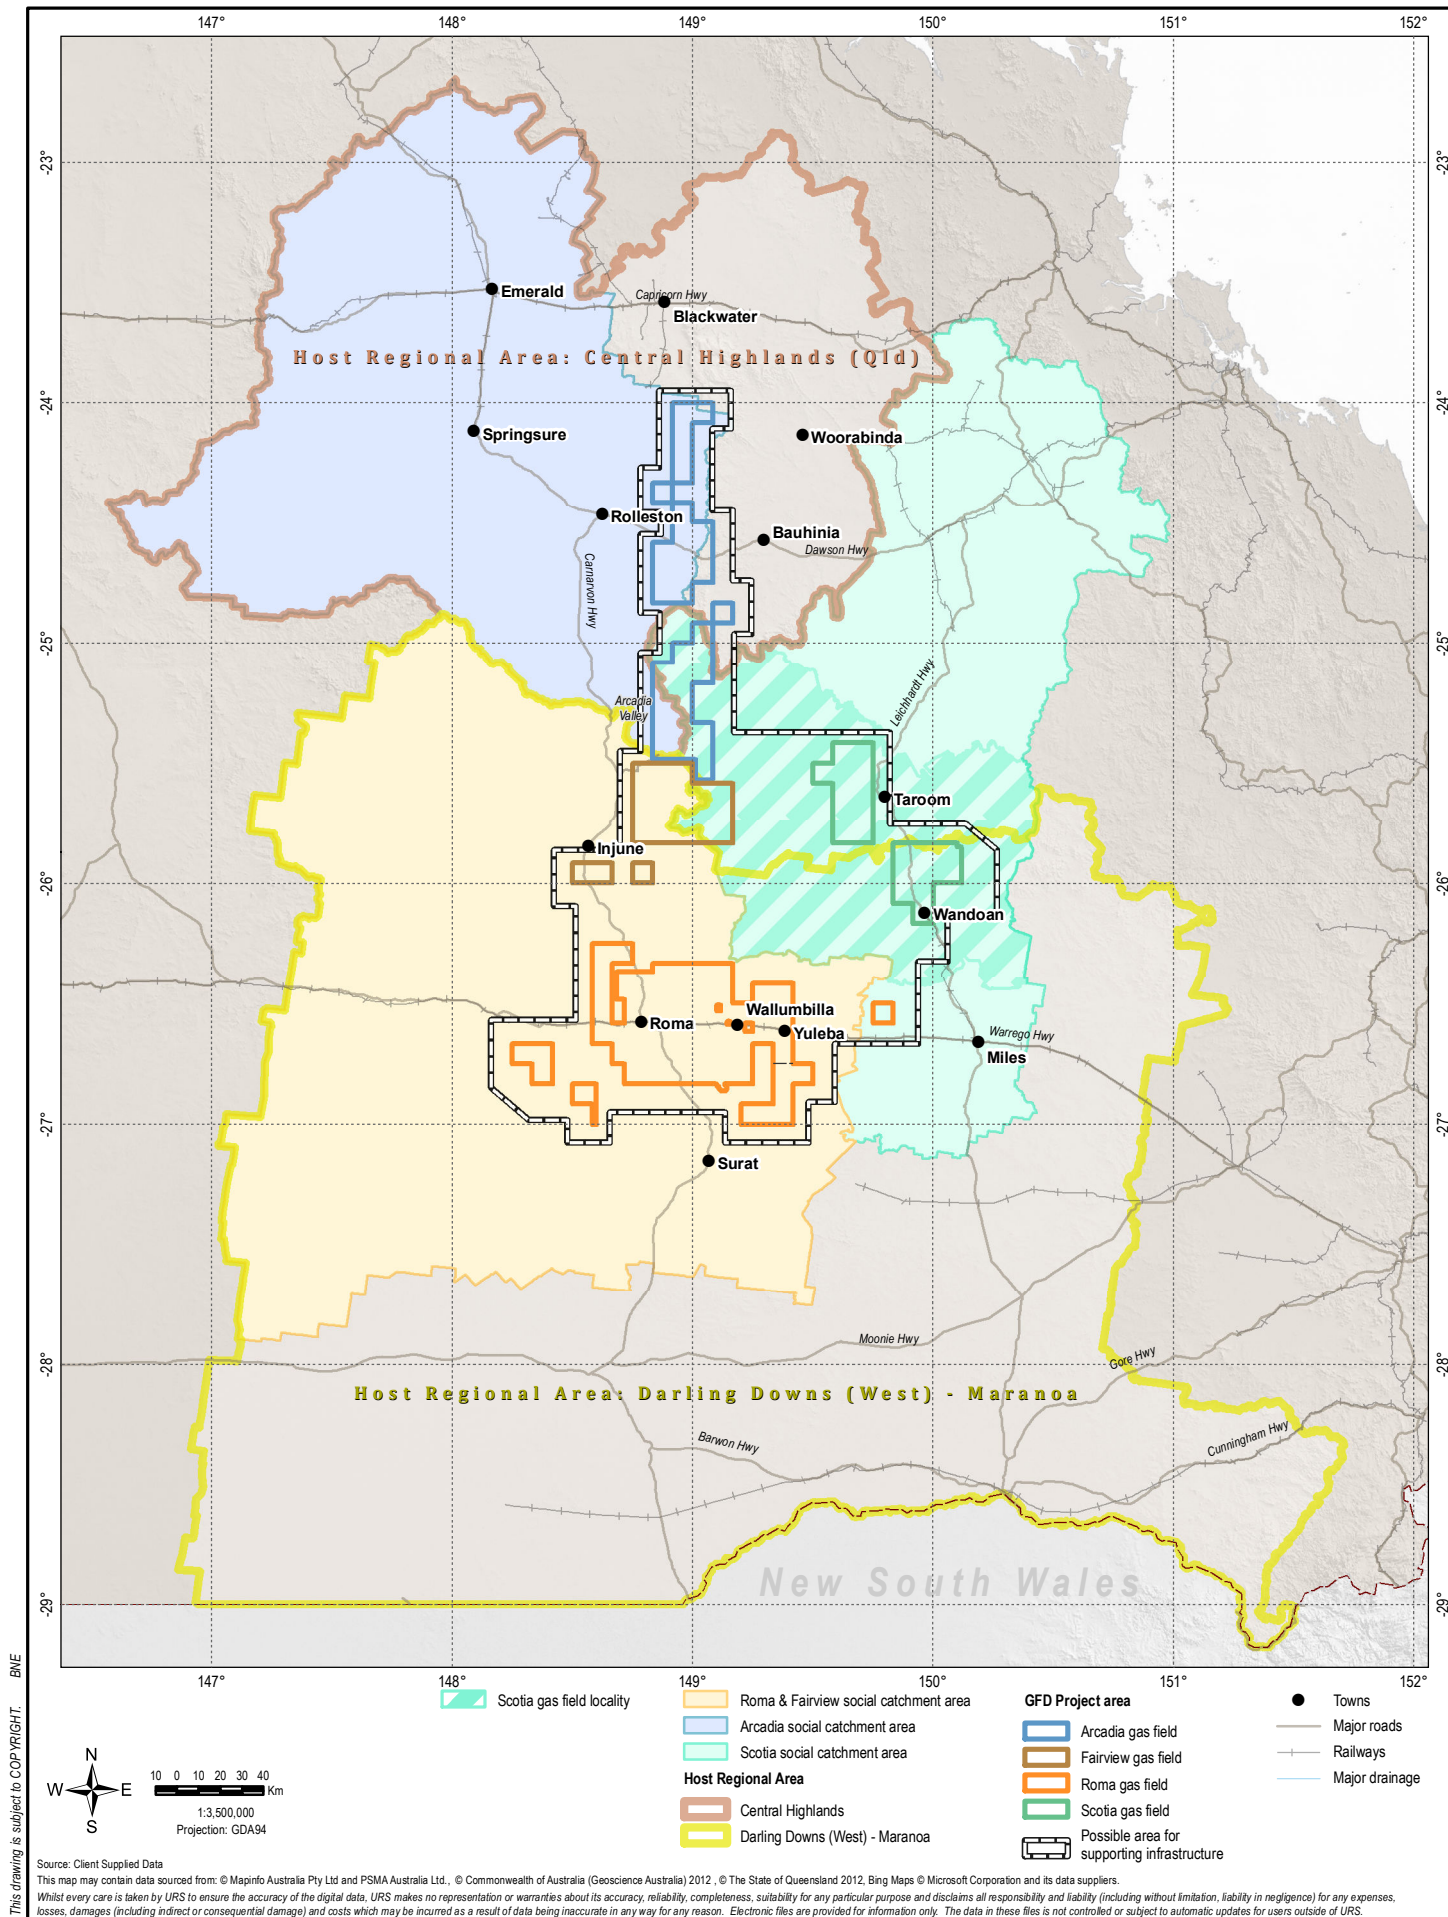 147°
148°
149°
150°
151°
152°
-23°
-23°
Emerald
Capricorn Hwy
Blackwater
Host Regional Area: Central Highlands (Qld)
-24°
-24°
Springsure
Woorabinda
Rolleston
Bauhinia
Dawson Hwy
Carnarvon Hwy
-25°
-25°
Leichhardt Hwy
Arcadia
Valley
Taroom
Injune
-26°
-26°
Wandoan
Wallumbilla
Roma
Yuleba
Warrego Hwy
Miles
-27°
-27°
Surat
Moonie Hwy
Gore Hwy
-28°
-28°
Host Regional Area: Darling Downs (West) - Maranoa
Barwon Hwy
Cunningham Hwy
New South Wales
-29°
-29°
147°
148°
149°
150°
151°
152°
This drawing is subject to COPYRIGHT. BNE
Scotia gas field locality
Roma & Fairview social catchment area
Arcadia social catchment area
Scotia social catchment area
Host Regional Area
Central Highlands
Darling Downs (West) - Maranoa
GFD Project area
Arcadia gas field
Fairview gas field
Roma gas field
Scotia gas field
Possible area for
supporting infrastructure
Towns
Major roads
Railways
Major drainage
N
W E
S
10 0 10 20 30 40
Km
1:3,500,000
Projection: GDA94
Source: Client Supplied Data
This map may contain data sourced from: © Mapinfo Australia Pty Ltd and PSMA Australia Ltd., © Commonwealth of Australia (Geoscience Australia) 2012 , © The State of Queensland 2012, Bing Maps © Microsoft Corporation and its data suppliers.
Whilst every care is taken by URS to ensure the accuracy of the digital data, URS makes no representation or warranties about its accuracy, reliability, completeness, suitability for any particular purpose and disclaims all responsibility and liability (including without limitation, liability in negligence) for any expenses,
losses, damages (including indirect or consequential damage) and costs which may be incurred as a result of data being inaccurate in any way for any reason. Electronic files are provided for information only. The data in these files is not controlled or subject to automatic updates for users outside of URS.